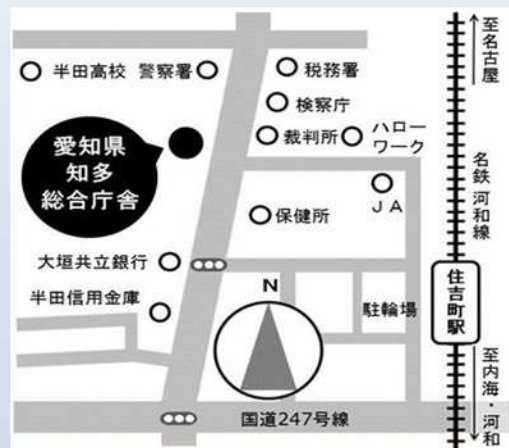 至名古屋
半田高校
警察署
税務署
検察庁
裁判所
ハロー
ワーク
愛知県
知多
総合庁舎
名鉄 河和線
JA
保健所
大垣共立銀行
住吉町駅
N
半田信用金庫
駐輪場
至内海・河和
国道247号線